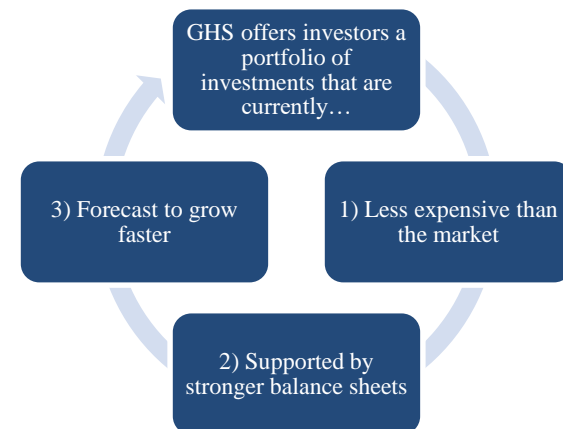 GHS offers investors a
portfolio of
investments that are
currently…
1) Less expensive than
the market
2) Supported by
stronger balance sheets
3) Forecast to grow
faster